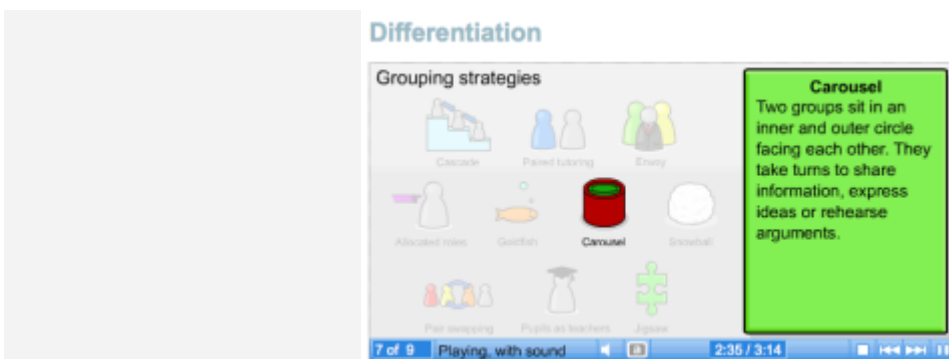 Differentiation
Grouping strategies
Cascade
Paired tutoring
Envoy
Allocated roles
Goldfish
Carousel
Snowball
Pair swapping
Pupils as teachers
Jigsaw
Carousel
Two groups sit in an
inner and outer circle
facing each other. They
take turns to share
information, express
ideas or rehearse
arguments.
7 of 9
Playing, with sound
2:35 / 3:14